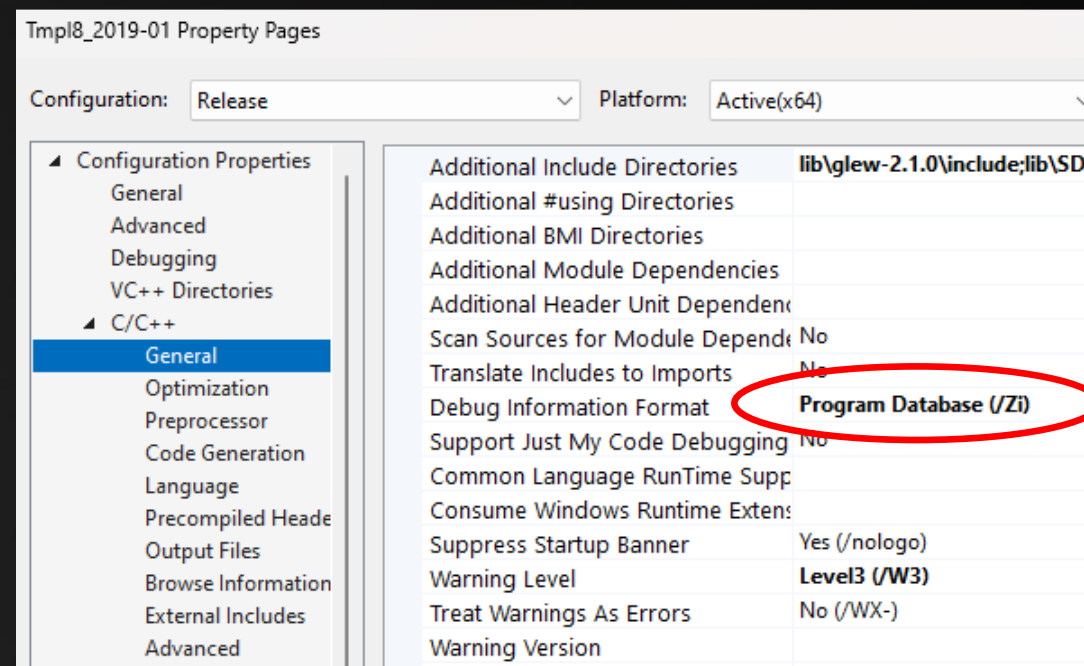 Tmpl8_2019-01 Property Pages
Configuration: Release Platform: Active(x64)
Configuration Properties
General
Advanced
Debugging
VC++ Directories
C/C++
General
Optimization
Preprocessor
Code Generation
Language
Precompiled Heade
Output Files
Browse Information
External Includes
Advanced
Additional Include Directories lib\glew-2.1.0\include;lib\SD
Additional #using Directories
Additional BMI Directories
Additional Module Dependencies
Additional Header Unit Dependenc
Scan Sources for Module Depende No
Translate Includes to Imports No
Debug Information Format Program Database (/Zi)
Support Just My Code Debugging No
Common Language RunTime Supp
Consume Windows Runtime Extens
Suppress Startup Banner Yes (/nologo)
Warning Level Level3 (/W3)
Treat Warnings As Errors No (/WX-)
Warning Version